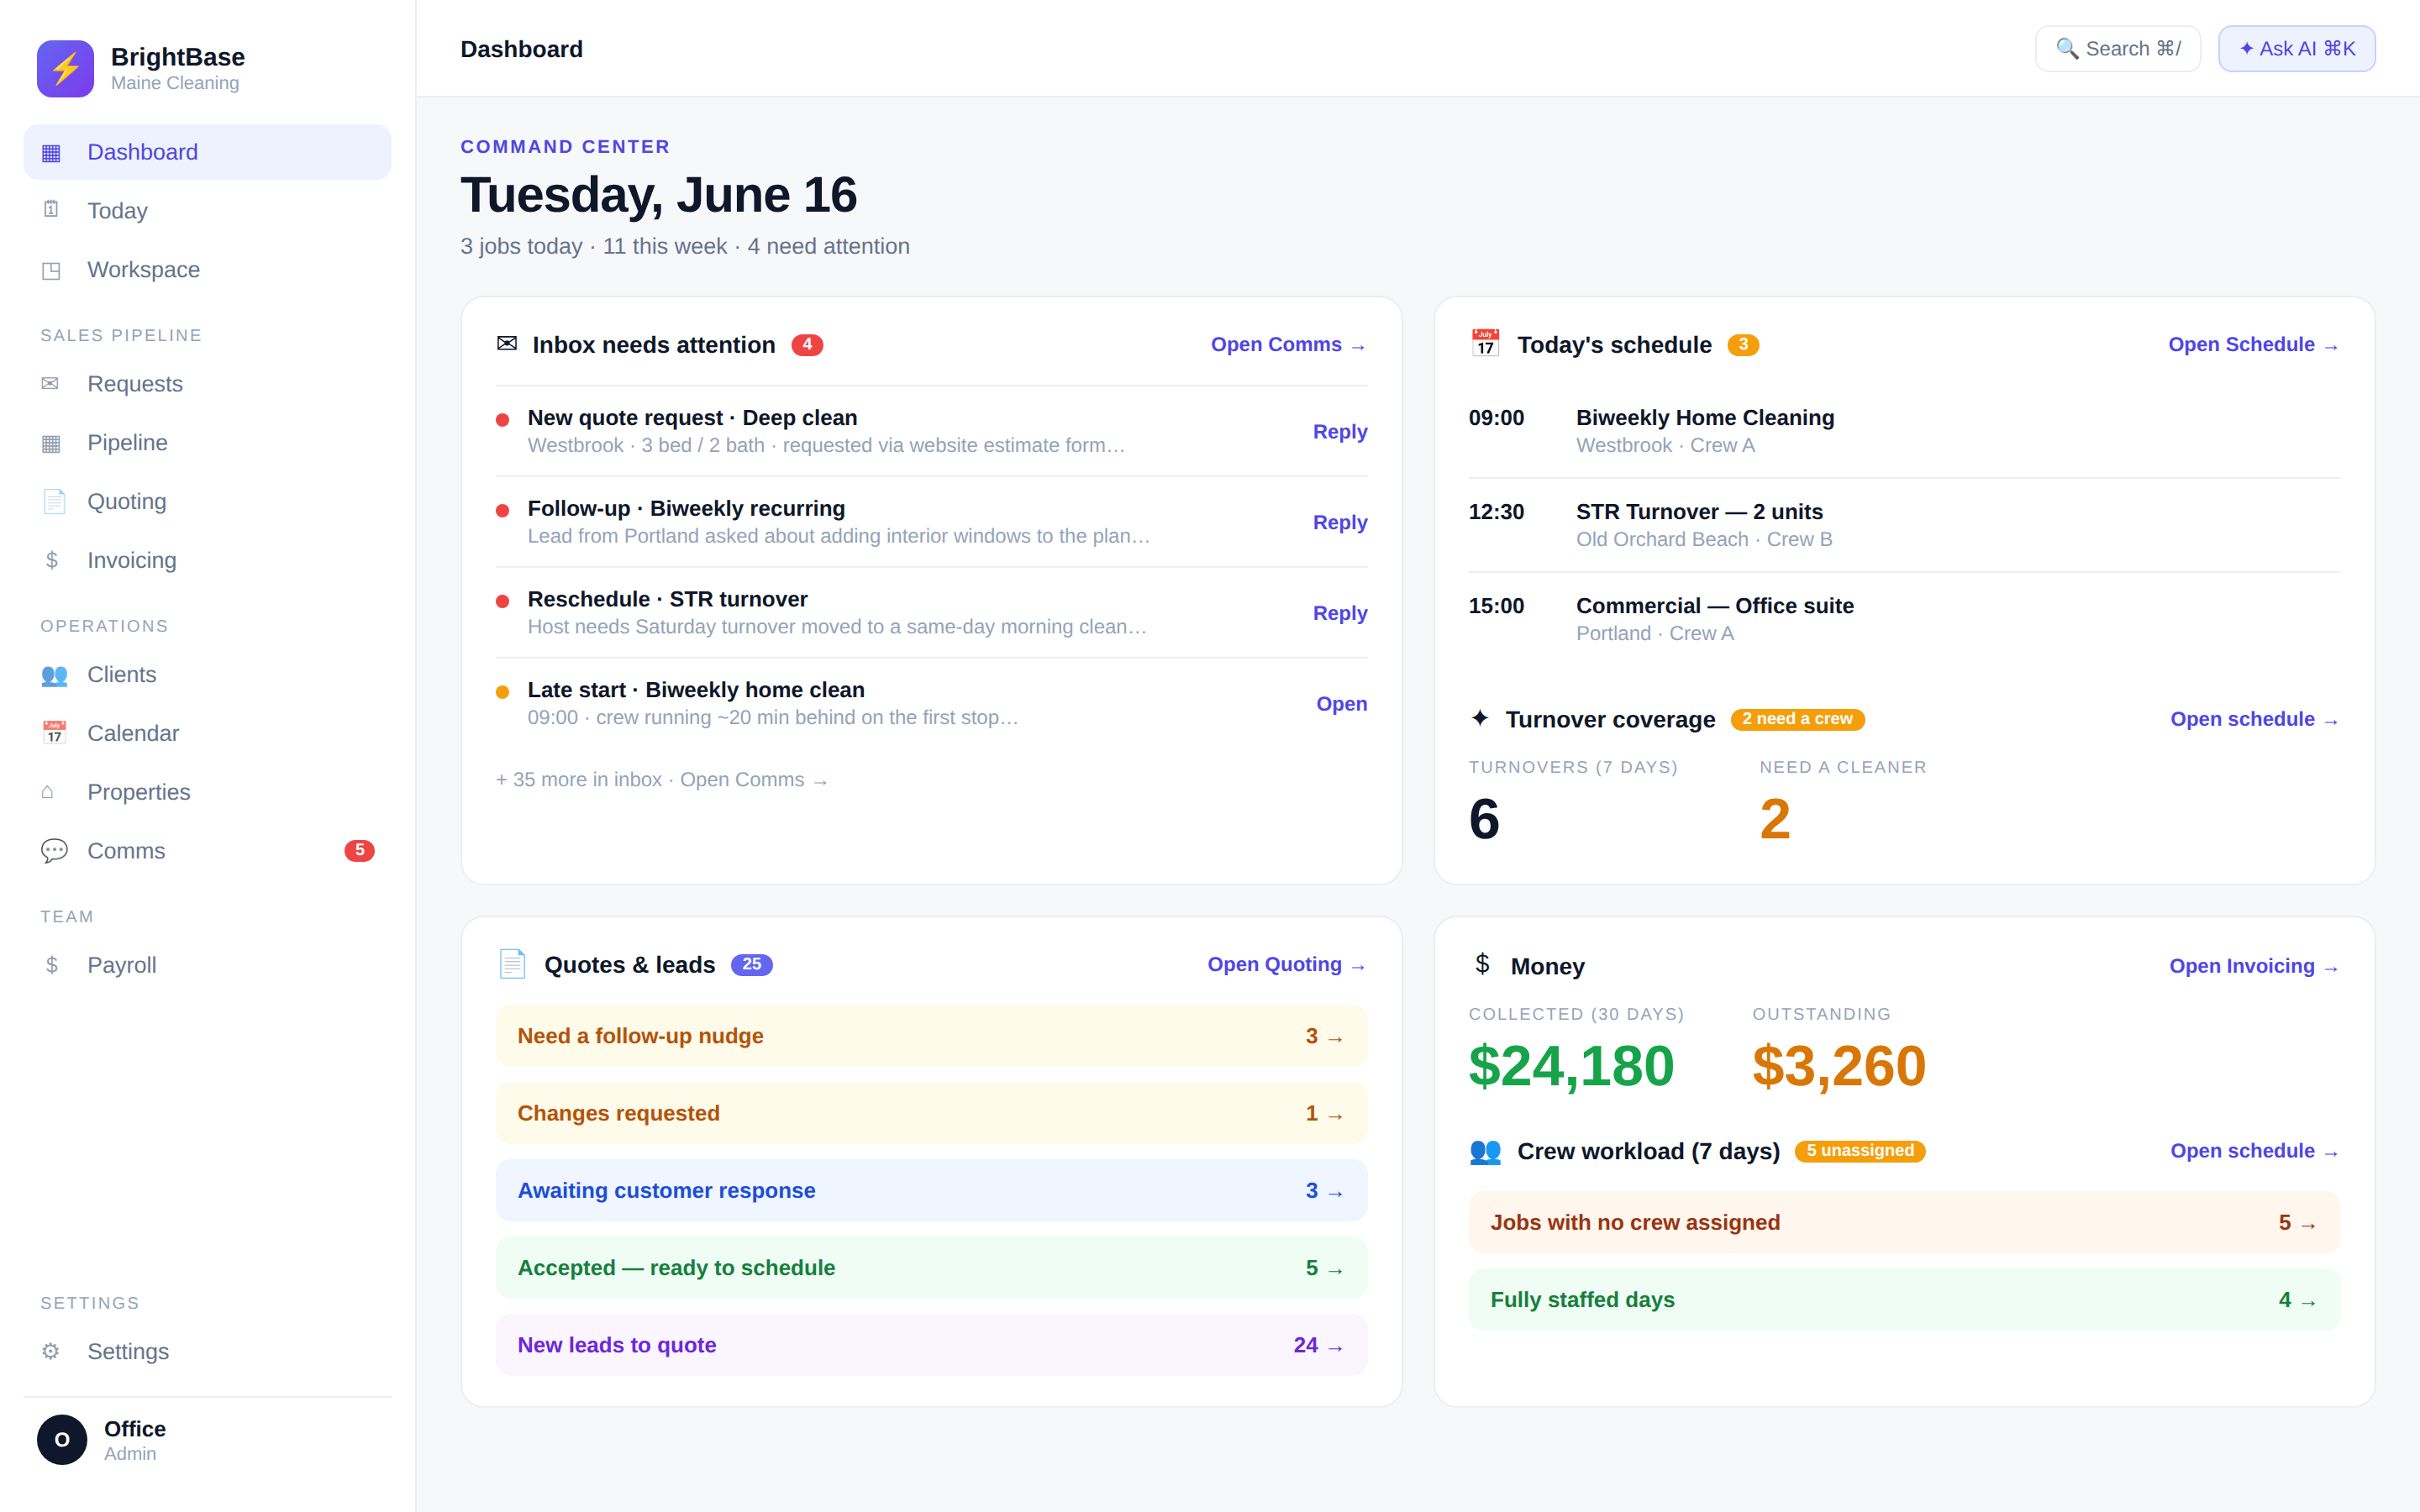 BrightBase
Maine Cleaning
Dashboard
Today
Workspace
SALES PIPELINE
Requests
Pipeline
Quoting
$ Invoicing
OPERATIONS
Clients
Calendar
Properties
Comms 5
TEAM
$ Payroll
SETTINGS
Settings
O
Office
Admin
Dashboard
🔍 Search ⌘/
✦ Ask AI ⌘K
COMMAND CENTER
Tuesday, June 16
3 jobs today · 11 this week · 4 need attention
✉ Inbox needs attention 4 Open Comms →
New quote request · Deep clean
Westbrook · 3 bed / 2 bath · requested via website estimate form…
Reply
Follow-up · Biweekly recurring
Lead from Portland asked about adding interior windows to the plan…
Reply
Reschedule · STR turnover
Host needs Saturday turnover moved to a same-day morning clean…
Reply
Late start · Biweekly home clean
09:00 · crew running ~20 min behind on the first stop…
Open
+ 35 more in inbox · Open Comms →
📅 Today's schedule 3 Open Schedule →
09:00 Biweekly Home Cleaning
Westbrook · Crew A
12:30 STR Turnover — 2 units
Old Orchard Beach · Crew B
15:00 Commercial — Office suite
Portland · Crew A
✦ Turnover coverage 2 need a crew Open schedule →
TURNOVERS (7 DAYS) NEED A CLEANER
6 2
Quotes & leads 25 Open Quoting →
Need a follow-up nudge 3 →
Changes requested 1 →
Awaiting customer response 3 →
Accepted — ready to schedule 5 →
New leads to quote 24 →
$ Money Open Invoicing →
COLLECTED (30 DAYS) OUTSTANDING
$24,180 $3,260
Crew workload (7 days) 5 unassigned Open schedule →
Jobs with no crew assigned 5 →
Fully staffed days 4 →